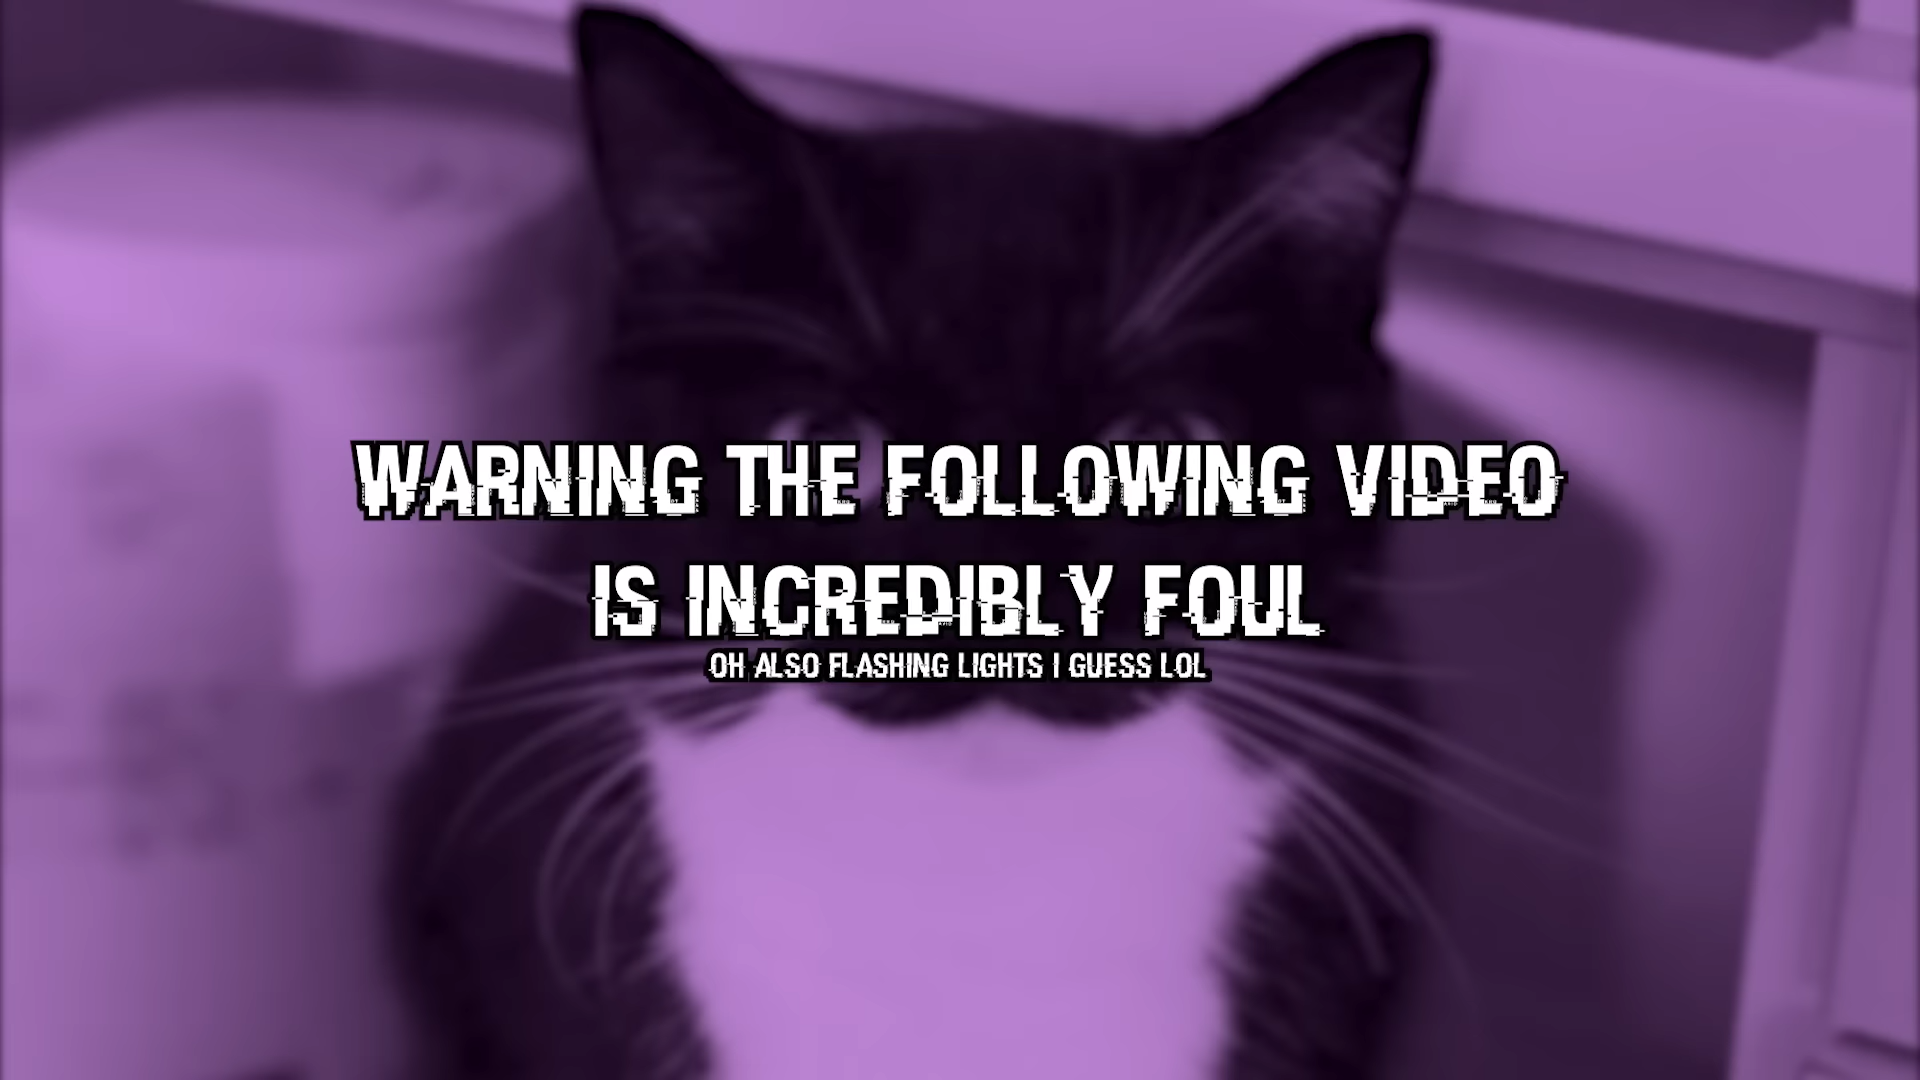 WARNING THE FOLLOWING VIDEO
IS INCREDIBLY FOUL
OH ALSO FLASHING LIGHTS I GUESS LOL